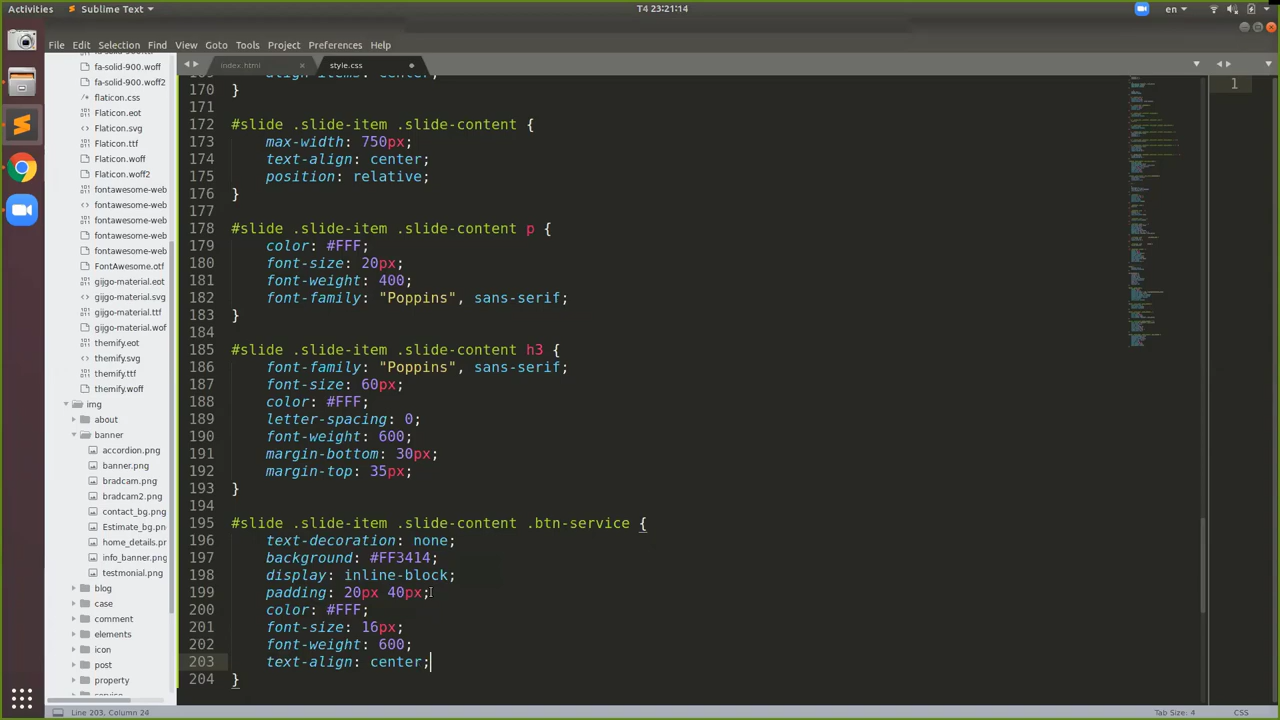 Activities
Sublime Text
T4 23:21:14
en
File Edit Selection Find View Goto Tools Project Preferences Help
index.html
style.css
fa-solid-900.woff
fa-solid-900.woff2
flaticon.css
Flaticon.eot
Flaticon.svg
Flaticon.ttf
Flaticon.woff
Flaticon.woff2
fontawesome-web
fontawesome-web
fontawesome-web
fontawesome-web
fontawesome-web
FontAwesome.otf
gijgo-material.eot
gijgo-material.svg
gijgo-material.ttf
gijgo-material.wof
themify.eot
themify.svg
themify.ttf
themify.woff
img
about
banner
accordion.png
banner.png
bradcam.png
bradcam2.png
contact_bg.png
Estimate_bg.png
home_details.pr
info_banner.png
testmonial.png
blog
case
comment
elements
icon
post
property
service
169 align-items: center;
170 }
171
172 #slide .slide-item .slide-content {
173 max-width: 750px;
174 text-align: center;
175 position: relative;
176 }
177
178 #slide .slide-item .slide-content p {
179 color: #FFF;
180 font-size: 20px;
181 font-weight: 400;
182 font-family: "Poppins", sans-serif;
183 }
184
185 #slide .slide-item .slide-content h3 {
186 font-family: "Poppins", sans-serif;
187 font-size: 60px;
188 color: #FFF;
189 letter-spacing: 0;
190 font-weight: 600;
191 margin-bottom: 30px;
192 margin-top: 35px;
193 }
194
195 #slide .slide-item .slide-content .btn-service {
196 text-decoration: none;
197 background: #FF3414;
198 display: inline-block;
199 padding: 20px 40px;
200 color: #FFF;
201 font-size: 16px;
202 font-weight: 600;
203 text-align: center;
204 }
1
Line 203, Column 24
Tab Size: 4
CSS